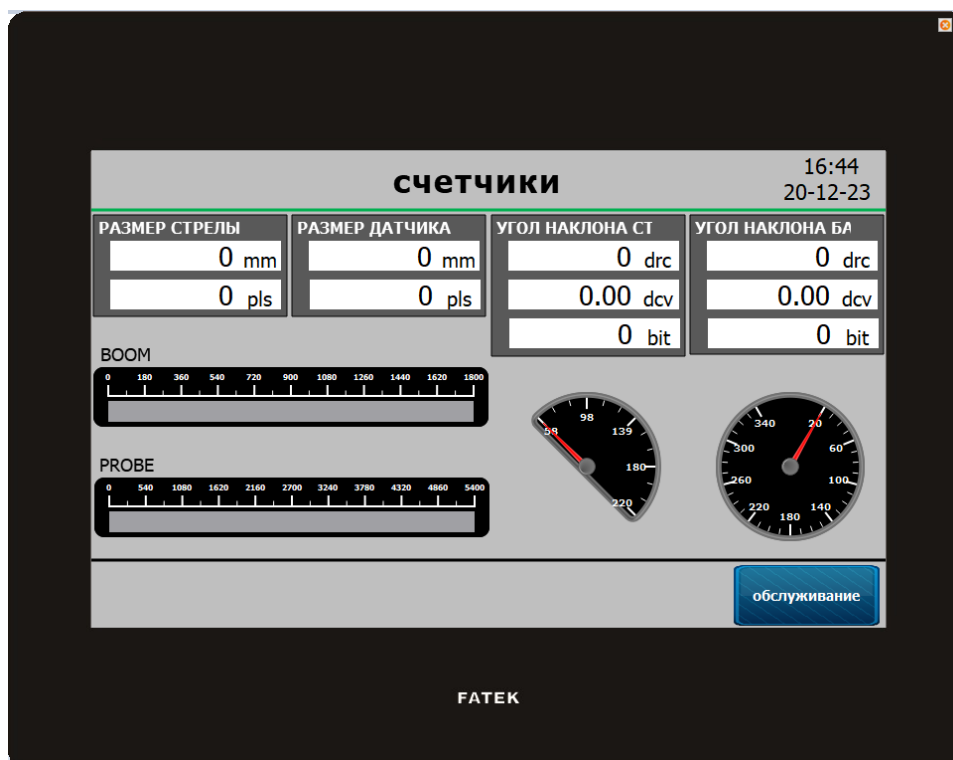 счетчики
16:44
20-12-23
РАЗМЕР СТРЕЛЫ
0 mm
0 pls
РАЗМЕР ДАТЧИКА
0 mm
0 pls
УГОЛ НАКЛОНА СТ
0 drc
0.00 dcv
0 bit
УГОЛ НАКЛОНА БА
0 drc
0.00 dcv
0 bit
BOOM
0 180 360 540 720 900 1080 1260 1440 1620 1800
PROBE
0 540 1080 1620 2160 2700 3240 3780 4320 4860 5400
58 98 139 180 220
20 60 100 140 180 220 260 300 340
обслуживание
FATEK